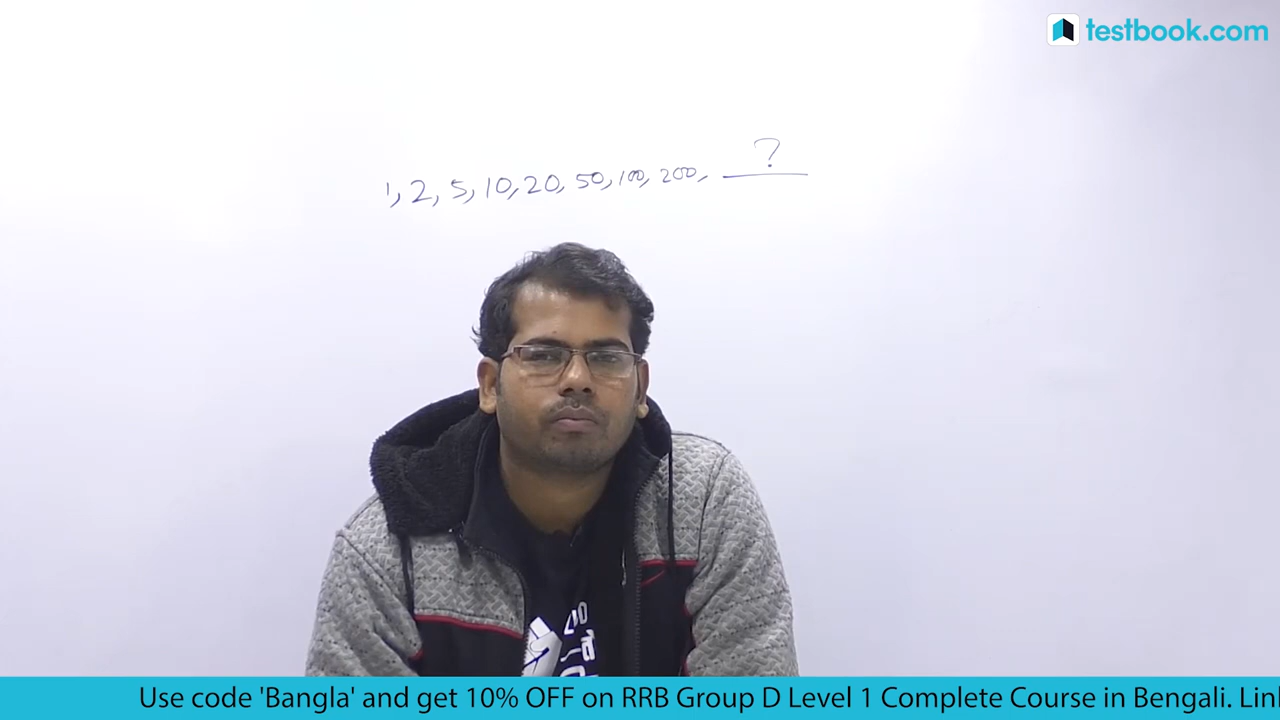 testbook.com
?
1, 2, 5, 10, 20, 50, 100, 200,
Use code 'Bangla' and get 10% OFF on RRB Group D Level 1 Complete Course in Bengali. Lin